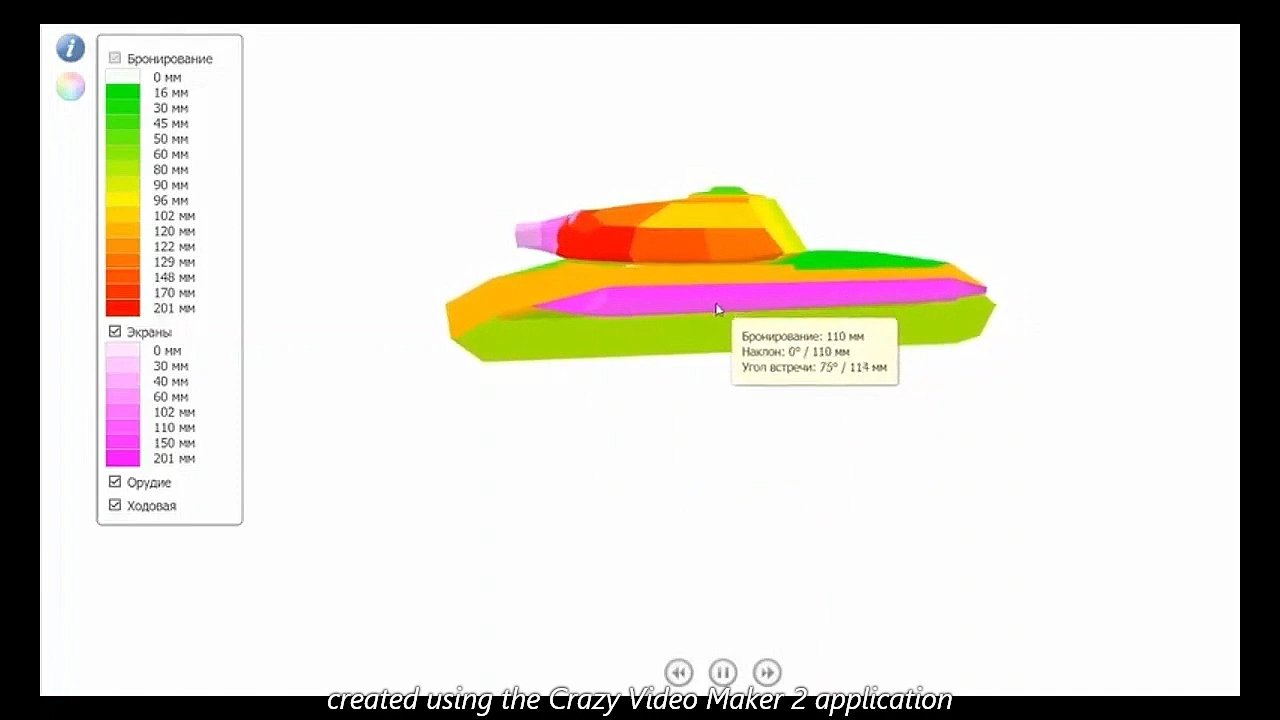 i
Бронирование
0 мм
16 мм
30 мм
45 мм
50 мм
60 мм
80 мм
90 мм
96 мм
102 мм
120 мм
122 мм
129 мм
148 мм
170 мм
201 мм
Экраны
0 мм
30 мм
40 мм
60 мм
102 мм
110 мм
150 мм
201 мм
Орудие
Ходовая
Бронирование: 110 мм
Наклон: 0° / 110 мм
Угол встречи: 75° / 114 мм
created using the Crazy Video Maker 2 application